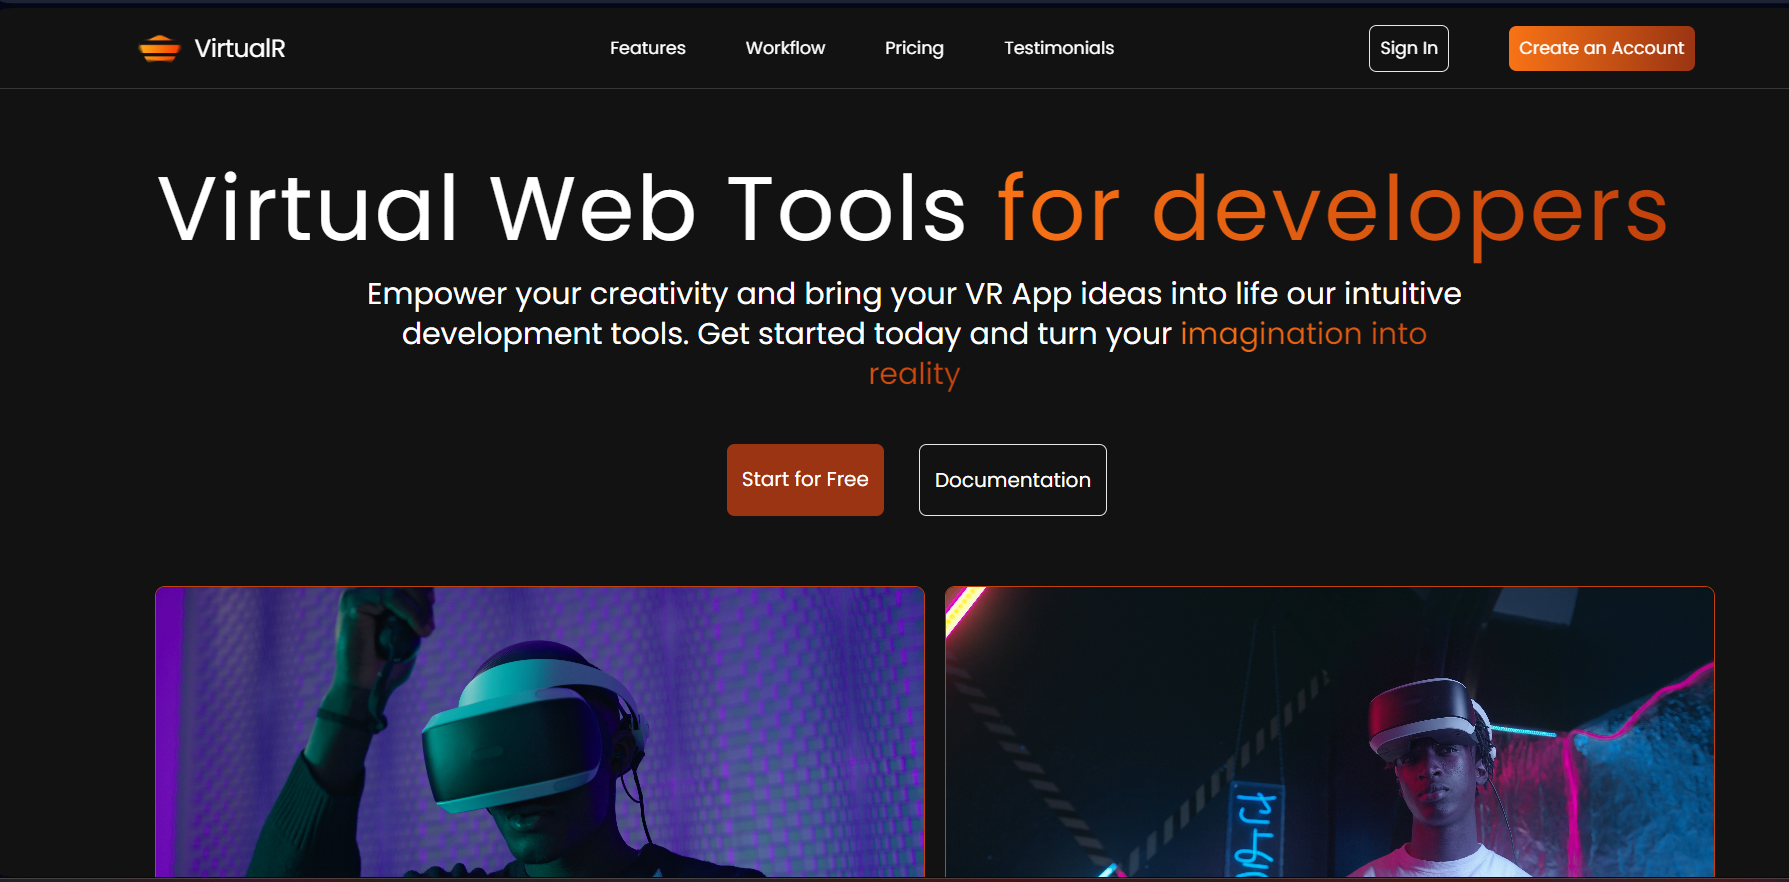 VirtualR
Features
Workflow
Pricing
Testimonials
Sign In
Create an Account
Virtual Web Tools for developers
Empower your creativity and bring your VR App ideas into life our intuitive
development tools. Get started today and turn your imagination into
reality
Start for Free
Documentation